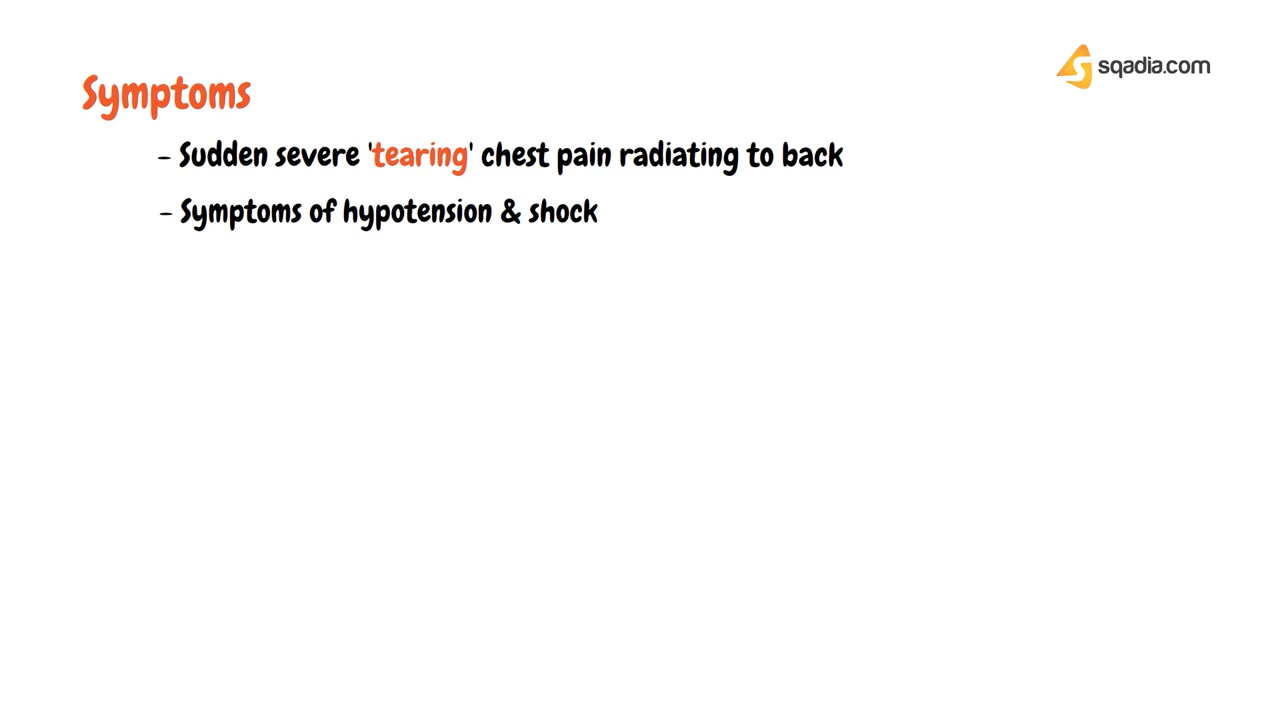 sqadia.com
Symptoms
- Sudden severe 'tearing' chest pain radiating to back
- Symptoms of hypotension & shock